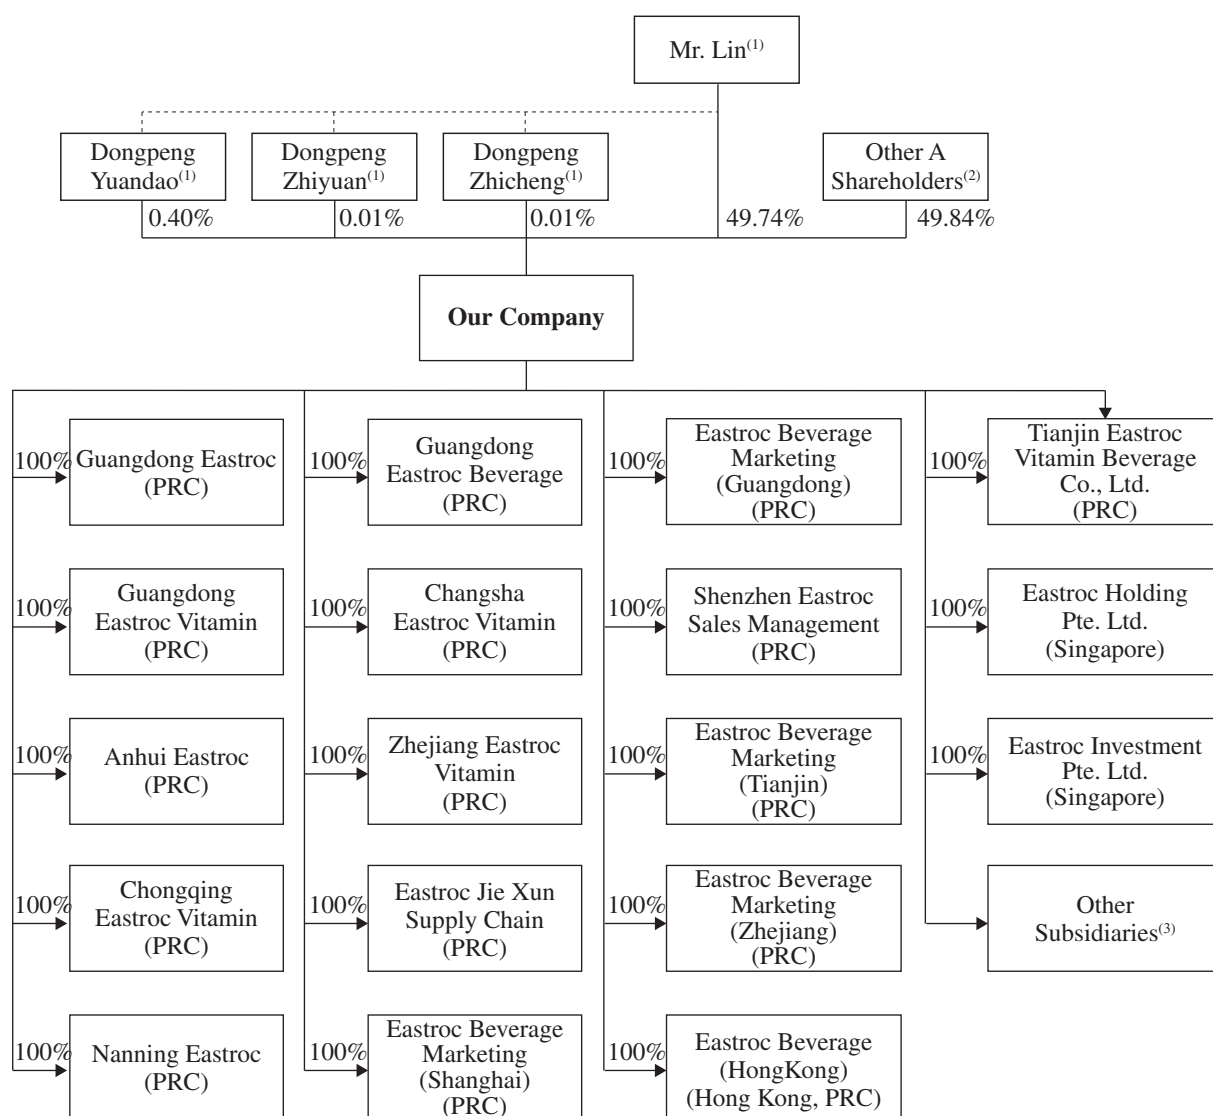 Mr. Lin(1)
Dongpeng
Yuandao(1)
Dongpeng
Zhiyuan(1)
Dongpeng
Zhicheng(1)
Other A
Shareholders(2)
0.40%
0.01%
0.01%
49.74%
49.84%
Our Company
100%
Guangdong Eastroc
(PRC)
100%
Guangdong
Eastroc Beverage
(PRC)
100%
Eastroc Beverage
Marketing
(Guangdong)
(PRC)
100%
Tianjin Eastroc
Vitamin Beverage
Co., Ltd.
(PRC)
100%
Guangdong
Eastroc Vitamin
(PRC)
100%
Changsha
Eastroc Vitamin
(PRC)
100%
Shenzhen Eastroc
Sales Management
(PRC)
100%
Eastroc Holding
Pte. Ltd.
(Singapore)
100%
Anhui Eastroc
(PRC)
100%
Zhejiang Eastroc
Vitamin
(PRC)
100%
Eastroc Beverage
Marketing
(Tianjin)
(PRC)
100%
Eastroc Investment
Pte. Ltd.
(Singapore)
100%
Chongqing
Eastroc Vitamin
(PRC)
100%
Eastroc Jie Xun
Supply Chain
(PRC)
100%
Eastroc Beverage
Marketing
(Zhejiang)
(PRC)
Other
Subsidiaries(3)
100%
Nanning Eastroc
(PRC)
100%
Eastroc Beverage
Marketing
(Shanghai)
(PRC)
100%
Eastroc Beverage
(HongKong)
(Hong Kong, PRC)